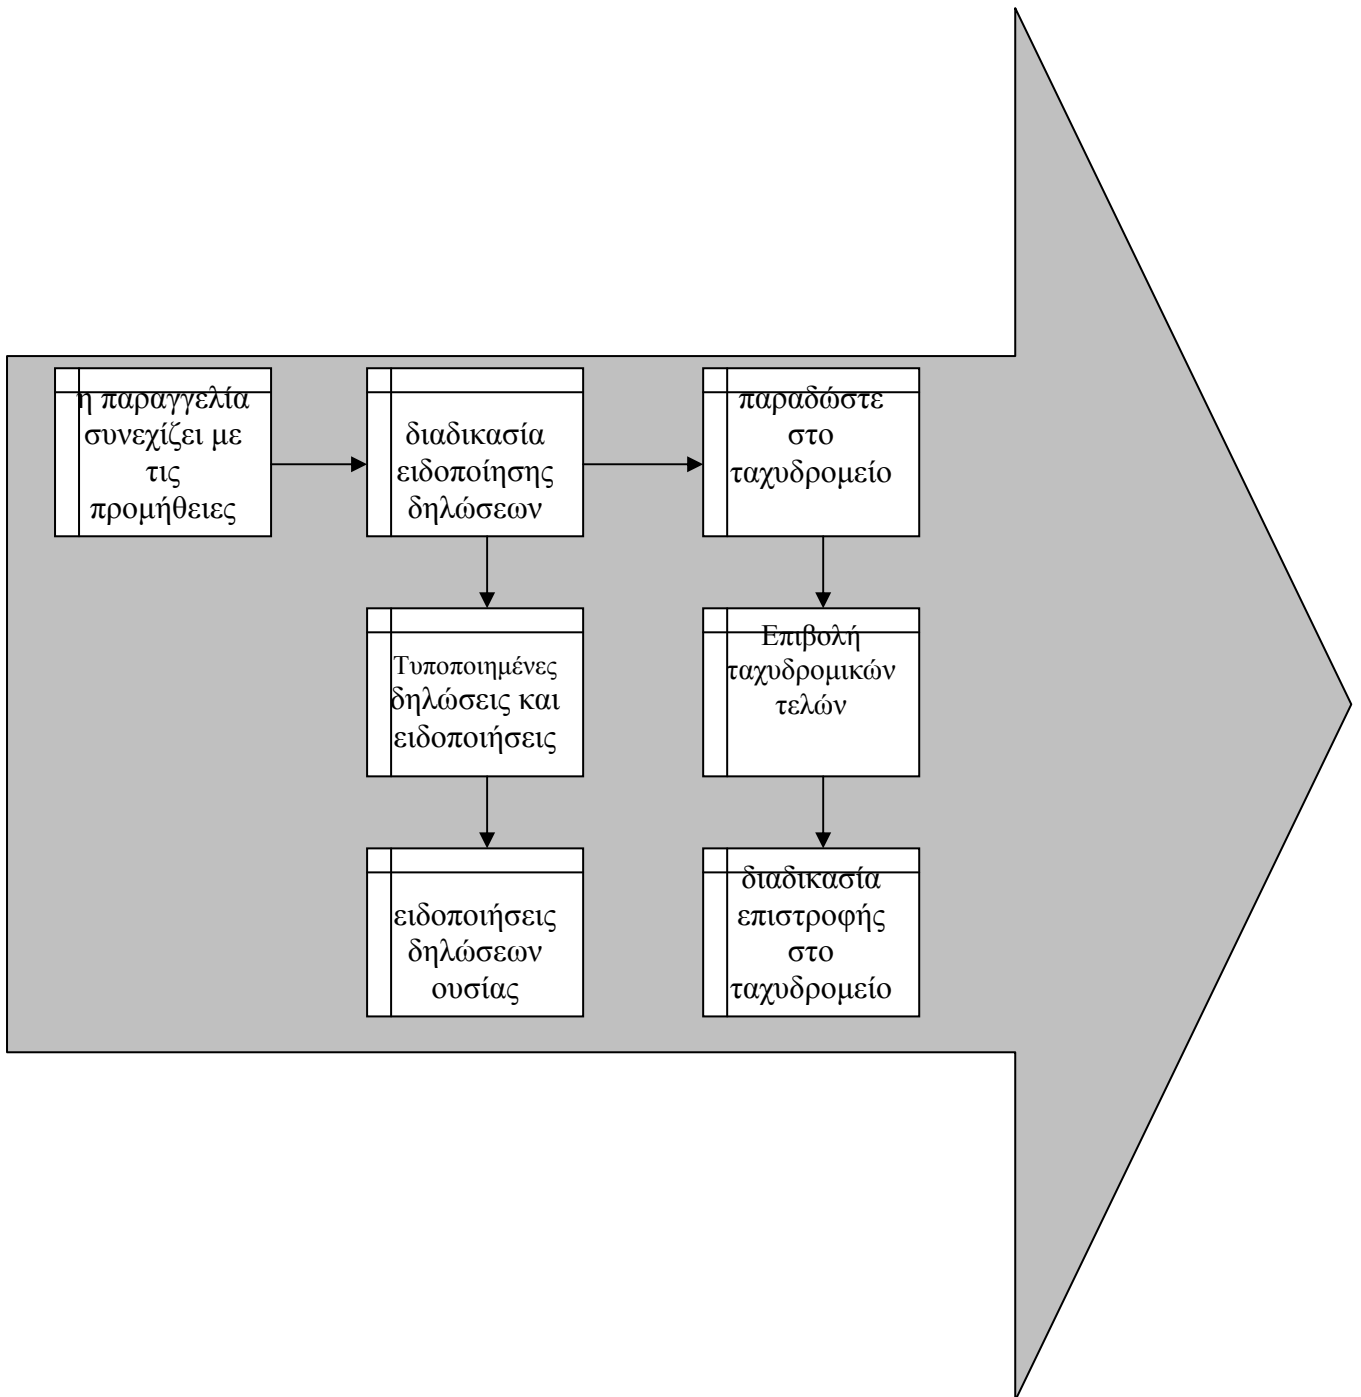 η παραγγελία
συνεχίζει με
τις
προμήθειες
διαδικασία
ειδοποίησης
δηλώσεων
παραδώστε
στο
ταχυδρομείο
Τυποποιημένες
δηλώσεις και
ειδοποιήσεις
Επιβολή
ταχυδρομικών
τελών
ειδοποιήσεις
δηλώσεων
ουσίας
διαδικασία
επιστροφής
στο
ταχυδρομείο